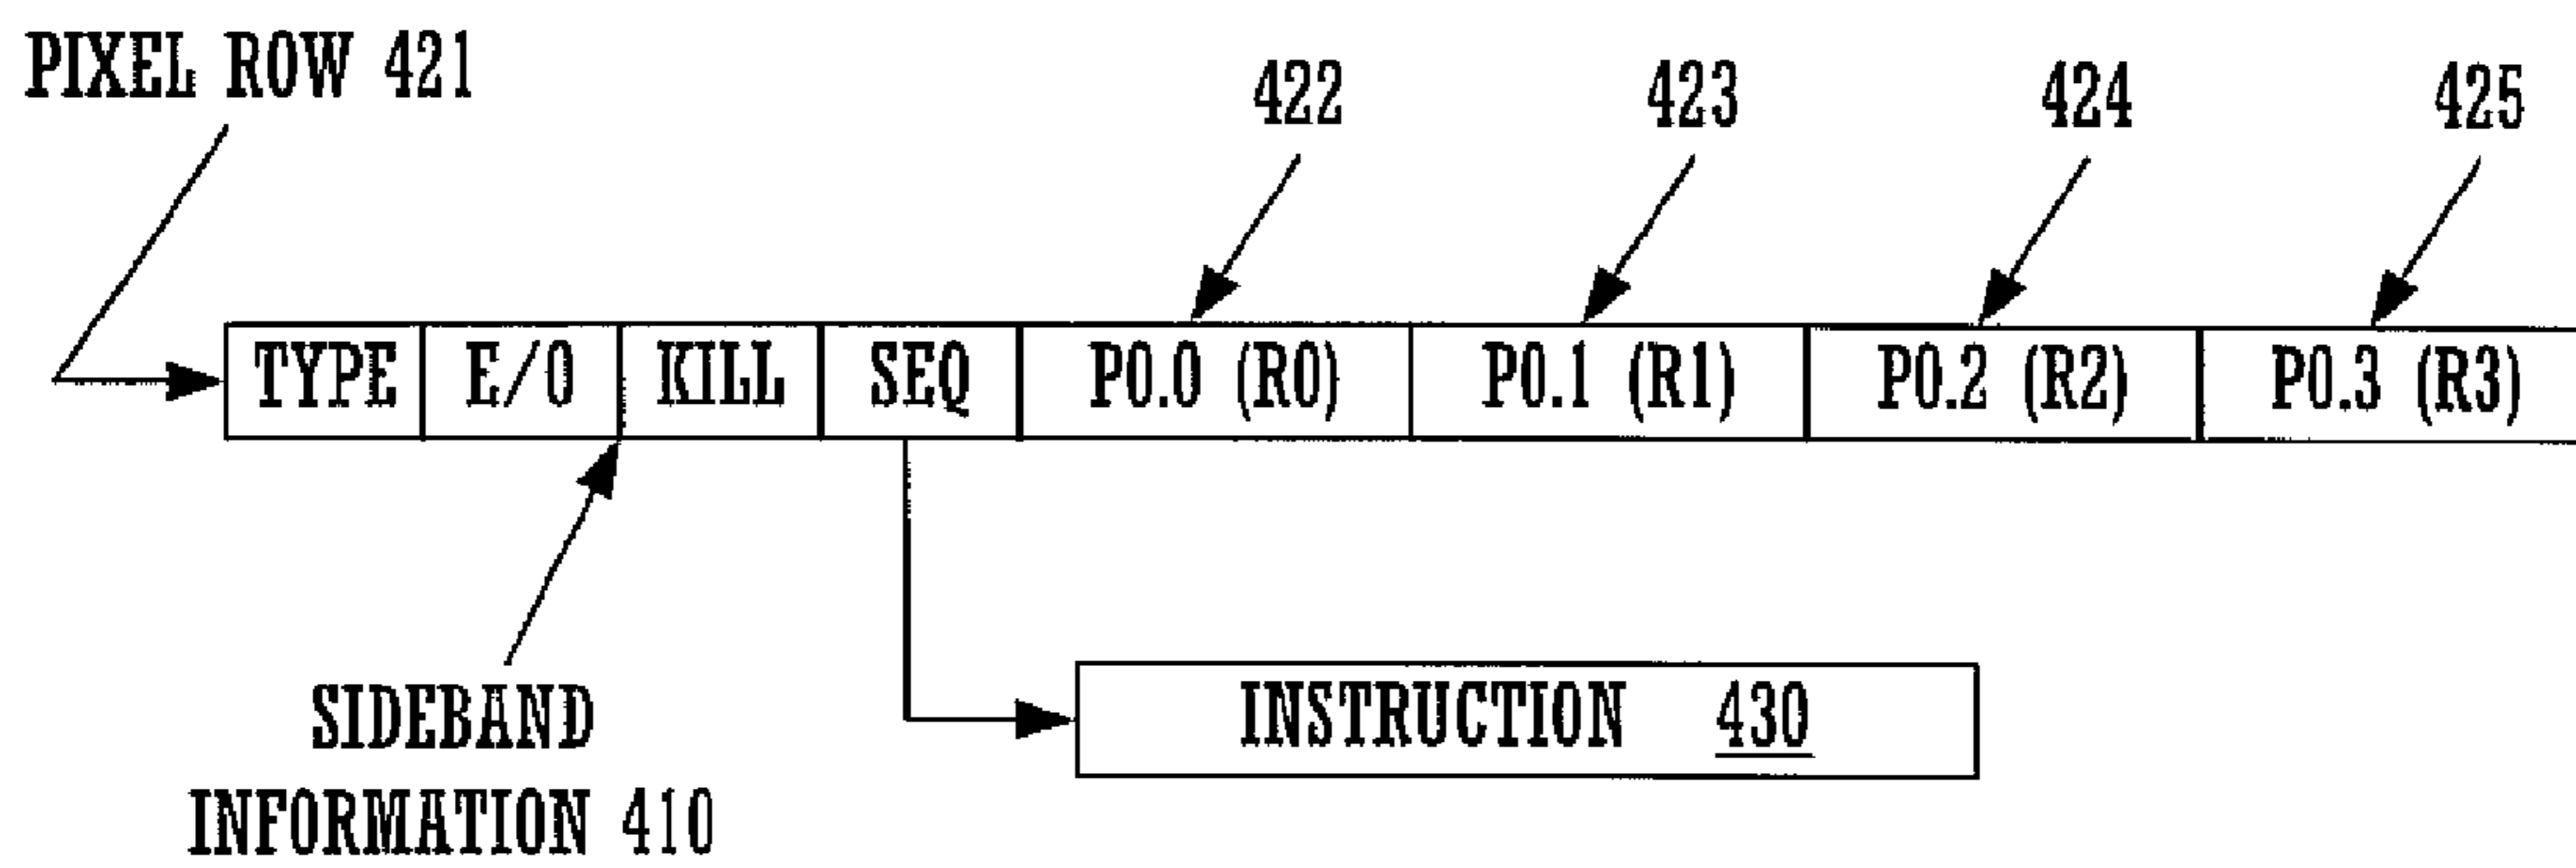 PIXEL ROW 421
422 423 424 425
TYPE E/O KILL SEQ P0.0 (R0) P0.1 (R1) P0.2 (R2) P0.3 (R3)
INSTRUCTION 430
SIDEBAND
INFORMATION 410